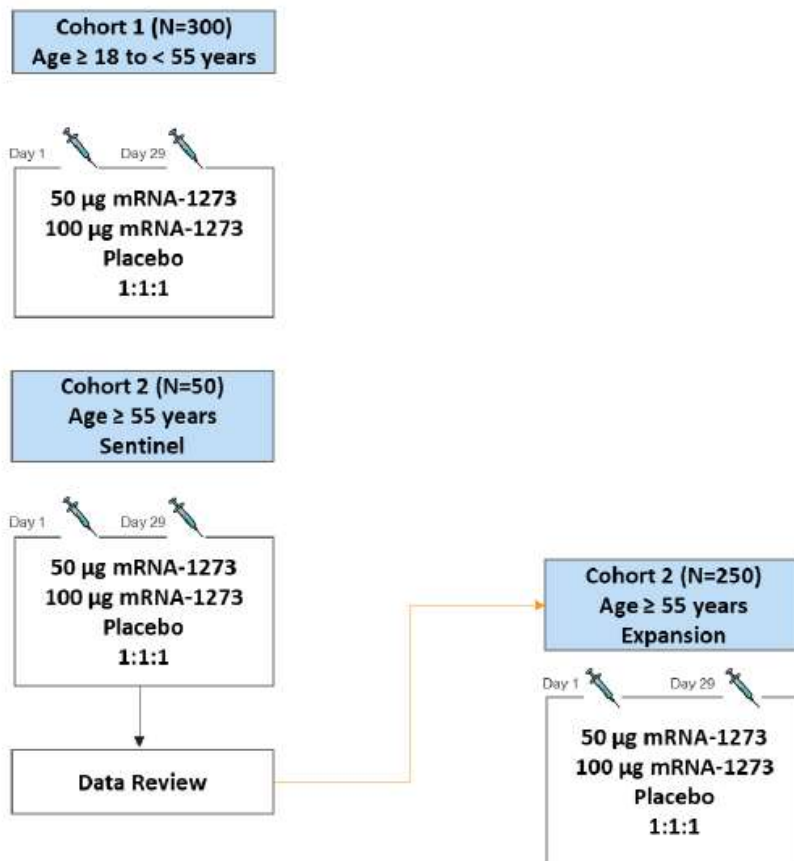 Cohort 1 (N=300)
Age ≥ 18 to < 55 years
Day 1
Day 29
50 µg mRNA-1273
100 µg mRNA-1273
Placebo
1:1:1
Cohort 2 (N=50)
Age ≥ 55 years
Sentinel
Day 1
Day 29
50 µg mRNA-1273
100 µg mRNA-1273
Placebo
1:1:1
Data Review
Cohort 2 (N=250)
Age ≥ 55 years
Expansion
Day 1
Day 29
50 µg mRNA-1273
100 µg mRNA-1273
Placebo
1:1:1